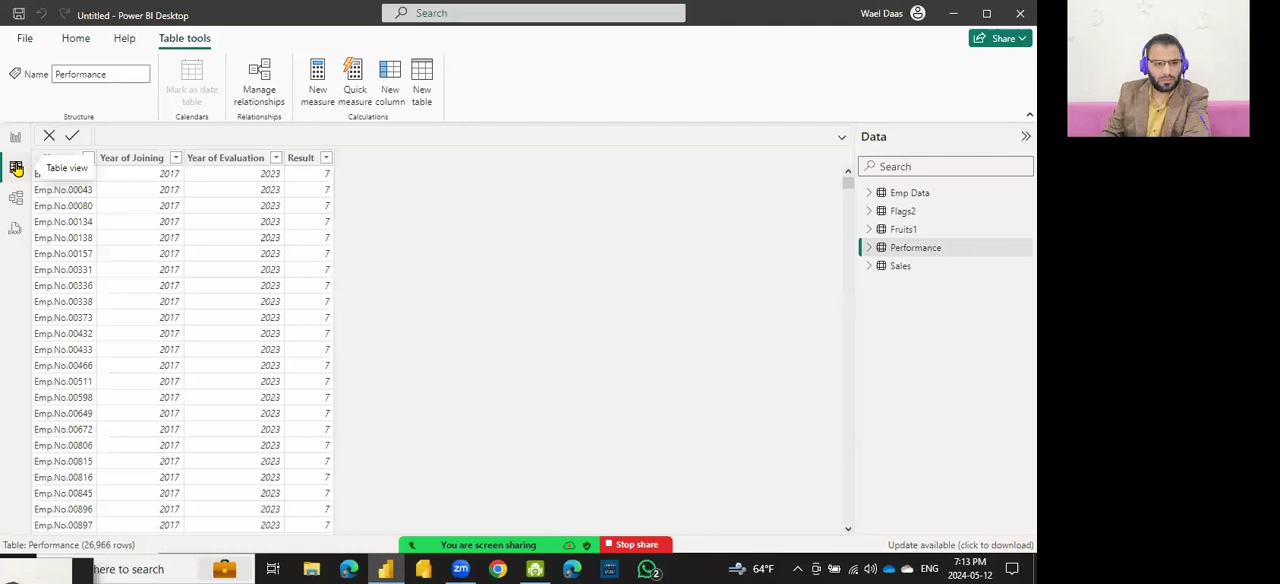 Untitled - Power BI Desktop
Search
Wael Daas
File
Home
Help
Table tools
Share
Name
Performance
Mark as date table
Manage relationships
New measure
Quick measure
New column
New table
Structure
Calendars
Relationships
Calculations
Table view
Year of Joining
Year of Evaluation
Result
2017 2023 7
Emp.No.00043 2017 2023 7
Emp.No.00080 2017 2023 7
Emp.No.00134 2017 2023 7
Emp.No.00138 2017 2023 7
Emp.No.00157 2017 2023 7
Emp.No.00331 2017 2023 7
Emp.No.00336 2017 2023 7
Emp.No.00338 2017 2023 7
Emp.No.00373 2017 2023 7
Emp.No.00432 2017 2023 7
Emp.No.00433 2017 2023 7
Emp.No.00466 2017 2023 7
Emp.No.00511 2017 2023 7
Emp.No.00598 2017 2023 7
Emp.No.00649 2017 2023 7
Emp.No.00672 2017 2023 7
Emp.No.00806 2017 2023 7
Emp.No.00815 2017 2023 7
Emp.No.00816 2017 2023 7
Emp.No.00845 2017 2023 7
Emp.No.00896 2017 2023 7
Emp.No.00897 2017 2023 7
Data
Search
Emp Data
Flags2
Fruits1
Performance
Sales
Table: Performance (26,966 rows)
You are screen sharing
Stop share
Update available (click to download)
here to search
2
64°F
ENG
7:13 PM
2024-05-12